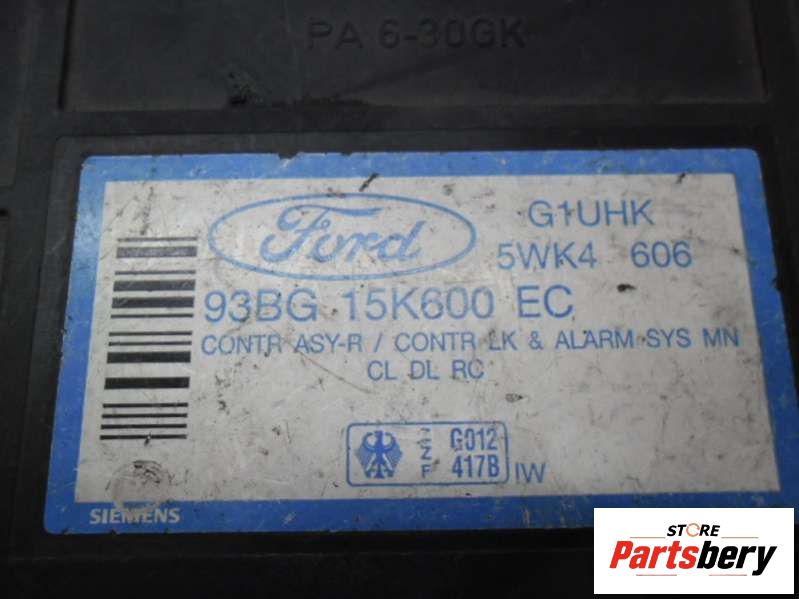 PA 6-30GK
Ford
G1UHK
5WK4 606
93BG 15K600 EC
CONTR ASY-R / CONTR LK & ALARM SYS MN
CL DL RC
ZZF
G012
417B
IW
SIEMENS
STORE
Partsbery